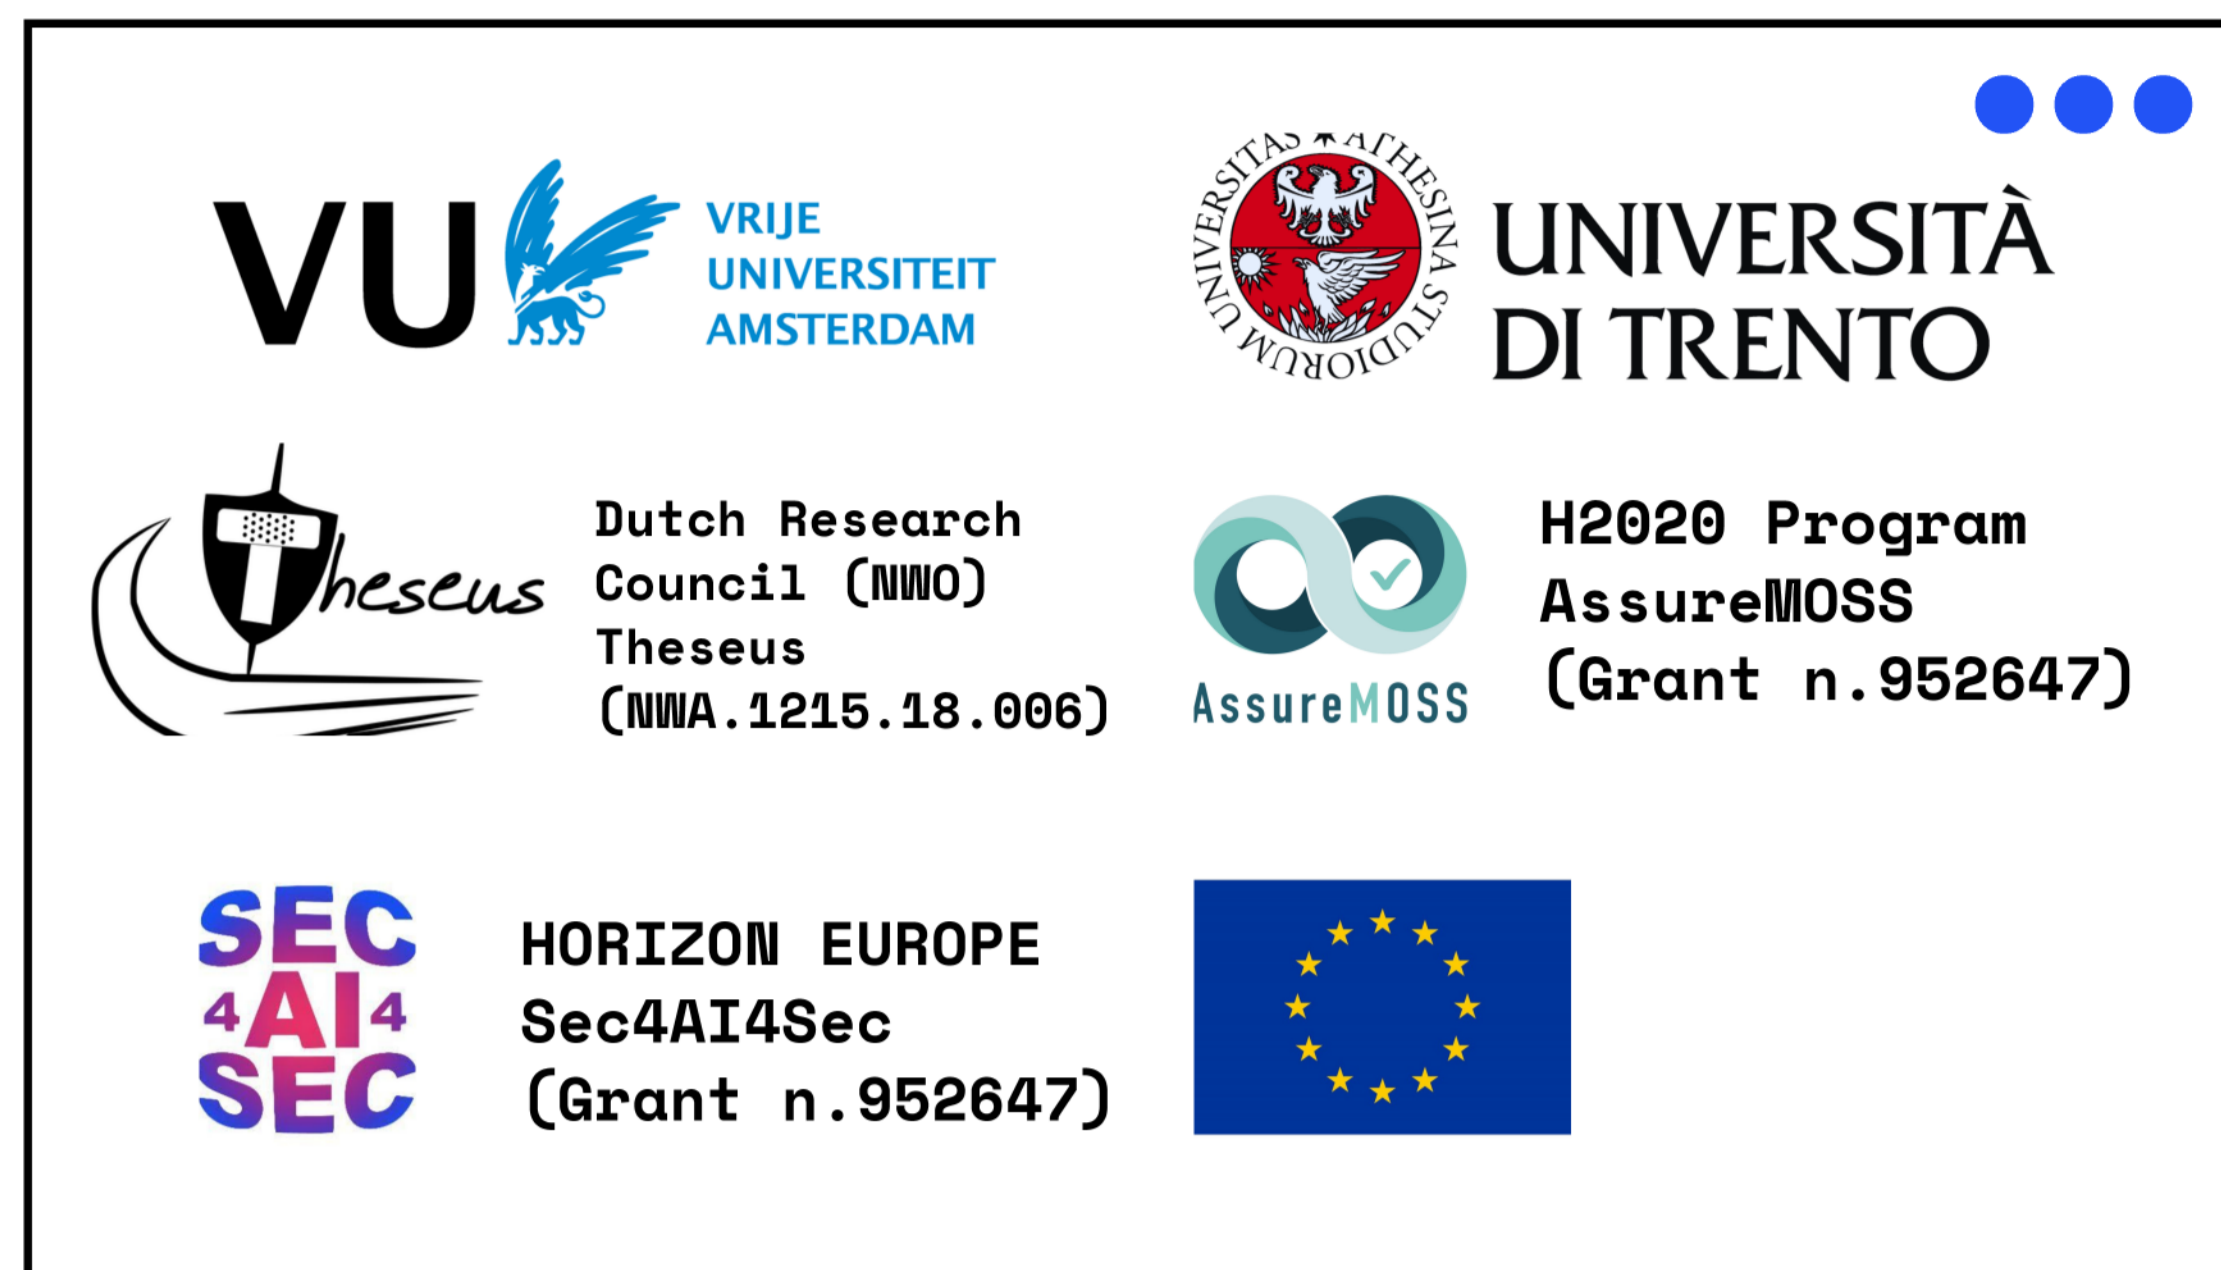 VU VRIJE
UNIVERSITEIT
AMSTERDAM
UNIVERSITAS ★ ATHESINA STUDIORUM
UNIVERSITÀ
DI TRENTO
Theseus
Dutch Research
Council (NWO)
Theseus
(NWA.1215.18.006)
AssureMOSS
H2020 Program
AssureMOSS
(Grant n.952647)
SEC
4AI4
SEC
HORIZON EUROPE
Sec4AI4Sec
(Grant n.952647)